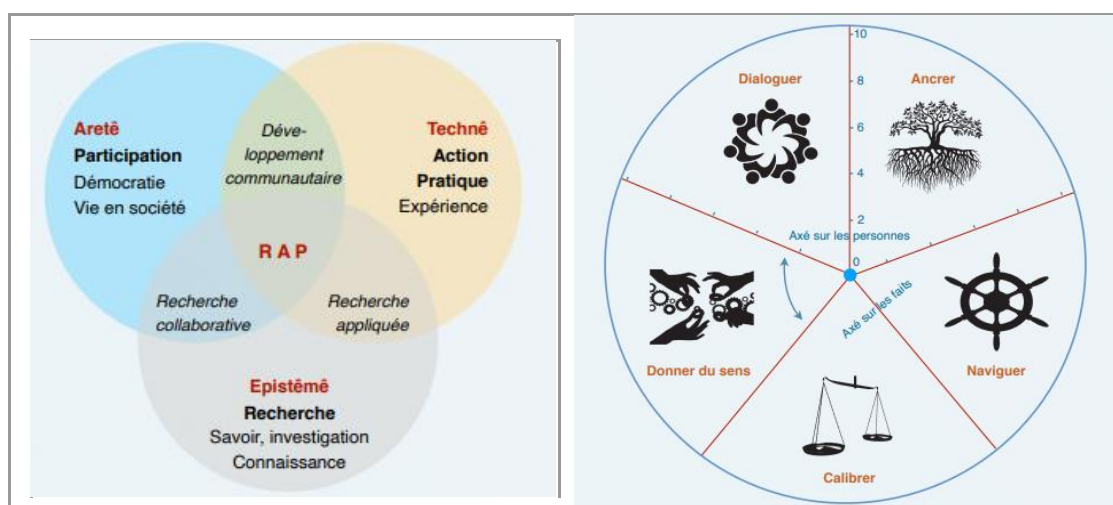 Aretê
Participation
Démocratie
Vie en société
Déve-
loppement
communautaire
Technê
Action
Pratique
Expérience
R A P
Recherche
collaborative
Recherche
appliquée
Epistêmê
Recherche
Savoir, investigation
Connaissance
10
8
6
4
2
0
Dialoguer
Ancrer
Axé sur les personnes
Axé sur les faits
Donner du sens
Naviguer
Calibrer